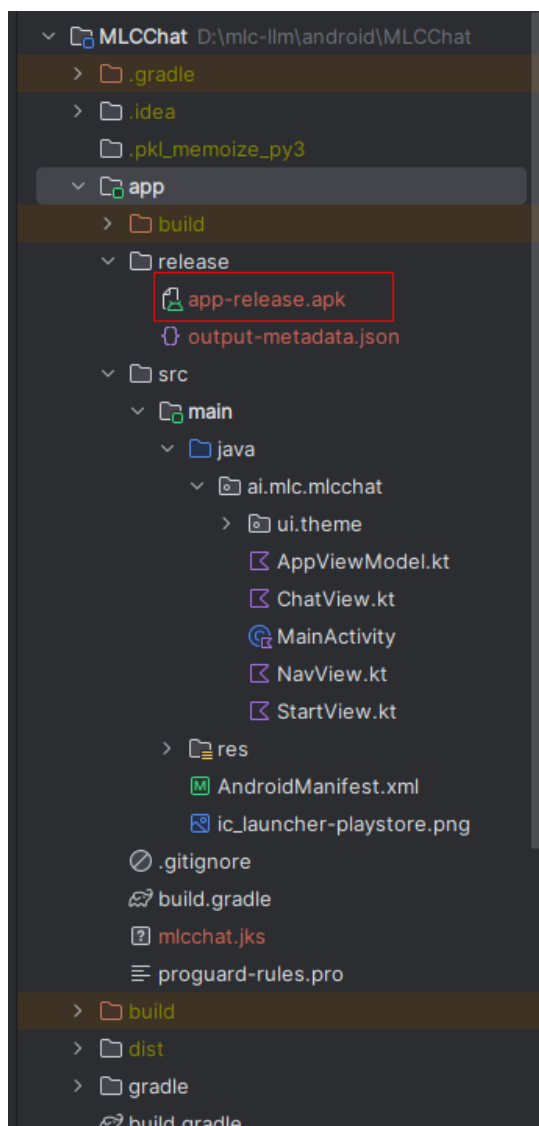 MLCChat D:\mlc-llm\android\MLCChat
.gradle
.idea
.pkl_memoize_py3
app
build
release
app-release.apk
output-metadata.json
src
main
java
ai.mlc.mlcchat
ui.theme
AppViewModel.kt
ChatView.kt
MainActivity
NavView.kt
StartView.kt
res
AndroidManifest.xml
ic_launcher-playstore.png
.gitignore
build.gradle
mlcchat.jks
proguard-rules.pro
build
dist
gradle
build.gradle